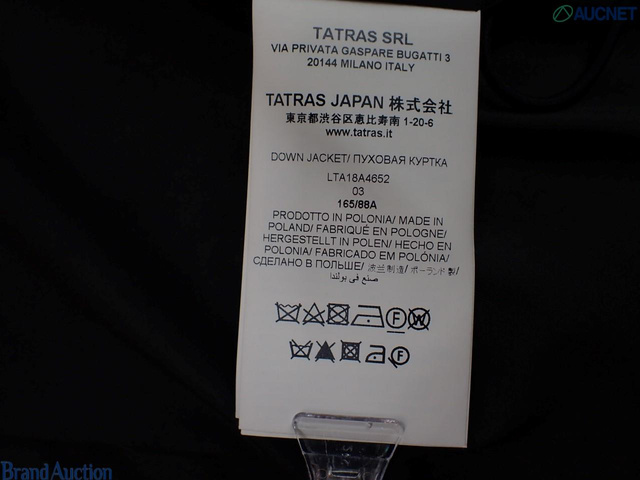 AUCNET
TATRAS SRL
VIA PRIVATA GASPARE BUGATTI 3
20144 MILANO ITALY
TATRAS JAPAN 株式会社
東京都渋谷区恵比寿南 1-20-6
www.tatras.it
DOWN JACKET/ ПУХОВАЯ КУРТКА
LTA18A4652
03
165/88A
PRODOTTO IN POLONIA/ MADE IN
POLAND/ FABRIQUÉ EN POLOGNE/
HERGESTELLT IN POLEN/ HECHO EN
POLONIA/ FABRICADO EM POLÓNIA/
СДЕЛАНО В ПОЛЬШЕ/ 波兰制造/ ポーランド製/
صنع في بولندا
F W
F
Brand Auction